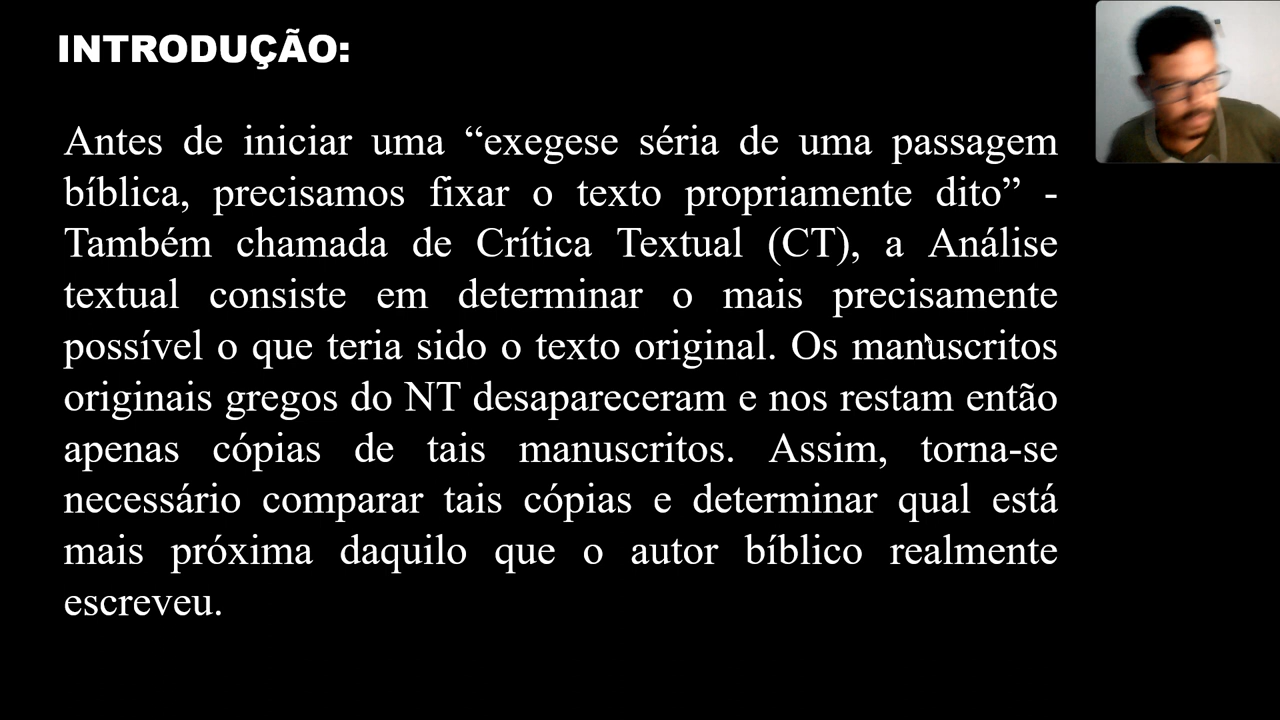 INTRODUÇÃO:
Antes de iniciar uma “exegese séria de uma passagem
bíblica, precisamos fixar o texto propriamente dito” -
Também chamada de Crítica Textual (CT), a Análise
textual consiste em determinar o mais precisamente
possível o que teria sido o texto original. Os manuscritos
originais gregos do NT desapareceram e nos restam então
apenas cópias de tais manuscritos. Assim, torna-se
necessário comparar tais cópias e determinar qual está
mais próxima daquilo que o autor bíblico realmente
escreveu.